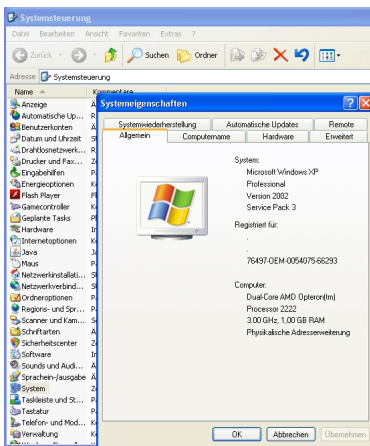 Systemsteuerung
Datei Bearbeiten Ansicht Favoriten Extras ?
Zurück Suchen Ordner
Adresse Systemsteuerung
Name Kommentare
Anzeige
Automatische Up...
Benutzerkonten
Datum und Uhrzeit
Drahtlosnetzwerk...
Drucker und Fax...
Eingabehilfen
Energieoptionen
Flash Player
Gamecontroller
Geplante Tasks
Hardware
Internetoptionen
Java
Maus
Netzwerkinstallati...
Netzwerkverbind...
Ordneroptionen
Regions- und Spr...
Scanner und Kam...
Schriftarten
Sicherheitscenter
Software
Sounds und Audi...
Sprachein-/ausgabe
System
Taskleiste und St...
Tastatur
Telefon- und Mod...
Verwaltung
Systemeigenschaften
Systemwiederherstellung Automatische Updates Remote
Allgemein Computername Hardware Erweitert
System:
Microsoft Windows XP
Professional
Version 2002
Service Pack 3
Registriert für:
.
.
76497-OEM-0054075-66293
Computer:
Dual-Core AMD Opteron(tm)
Processor 2222
3.00 GHz, 1,00 GB RAM
Physikalische Adresserweiterung
OK Abbrechen Übernehmen